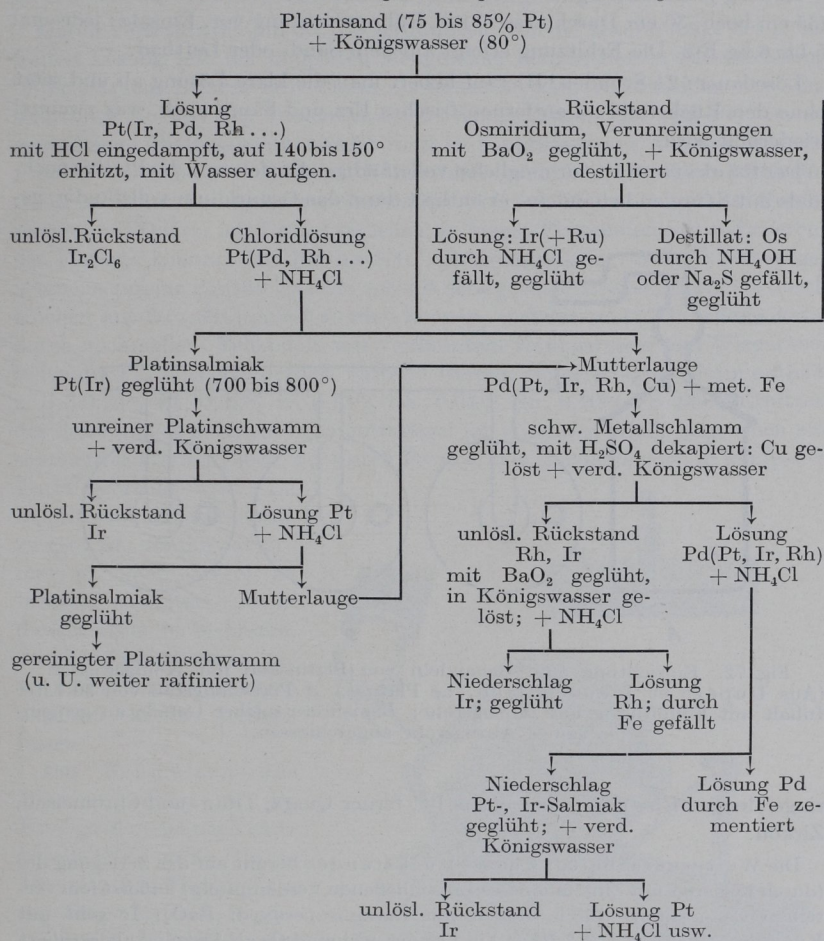 Platinsand (75 bis 85% Pt)
+ Königswasser (80°)
Lösung
Pt(Ir, Pd, Rh . . .)
mit HCl eingedampft, auf 140 bis 150°
erhitzt, mit Wasser aufgen.
Rückstand
Osmiridium, Verunreinigungen
mit BaO₂ geglüht, + Königswasser,
destilliert
unlösl. Rückstand
Ir₂Cl₆
Chloridlösung
Pt(Pd, Rh . . .)
+ NH₄Cl
Lösung: Ir(+Ru)
durch NH₄Cl ge-
fällt, geglüht
Destillat: Os
durch NH₄OH
oder Na₂S gefällt,
geglüht
Platinsalmiak
Pt(Ir) geglüht (700 bis 800°)
Mutterlauge
Pd(Pt, Ir, Rh, Cu) + met. Fe
unreiner Platinschwamm
+ verd. Königswasser
schw. Metallschlamm
geglüht, mit H₂SO₄ dekapiert: Cu ge-
löst + verd. Königswasser
unlösl. Rückstand
Ir
Lösung Pt
+ NH₄Cl
unlösl. Rückstand
Rh, Ir
mit BaO₂ geglüht,
in Königswasser ge-
löst; + NH₄Cl
Lösung
Pd(Pt, Ir, Rh)
+ NH₄Cl
Platinsalmiak
geglüht
Mutterlauge
gereinigter Platinschwamm
(u. U. weiter raffiniert)
Niederschlag
Ir; geglüht
Lösung
Rh; durch
Fe gefällt
Niederschlag
Pt-, Ir-Salmiak
geglüht; + verd.
Königswasser
Lösung Pd
durch Fe ze-
mentiert
unlösl. Rückstand
Ir
Lösung Pt
+ NH₄Cl usw.